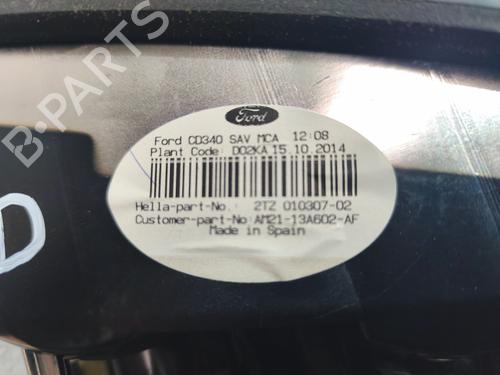 Ford
Ford CD340 SAV MCA 12:08
Plant Code: D02KA 15.10.2014
Hella-part-No.: 2TZ 010307-02
Customer-part-No: AM21-13A602-AF
Made in Spain
D
B-PARTS